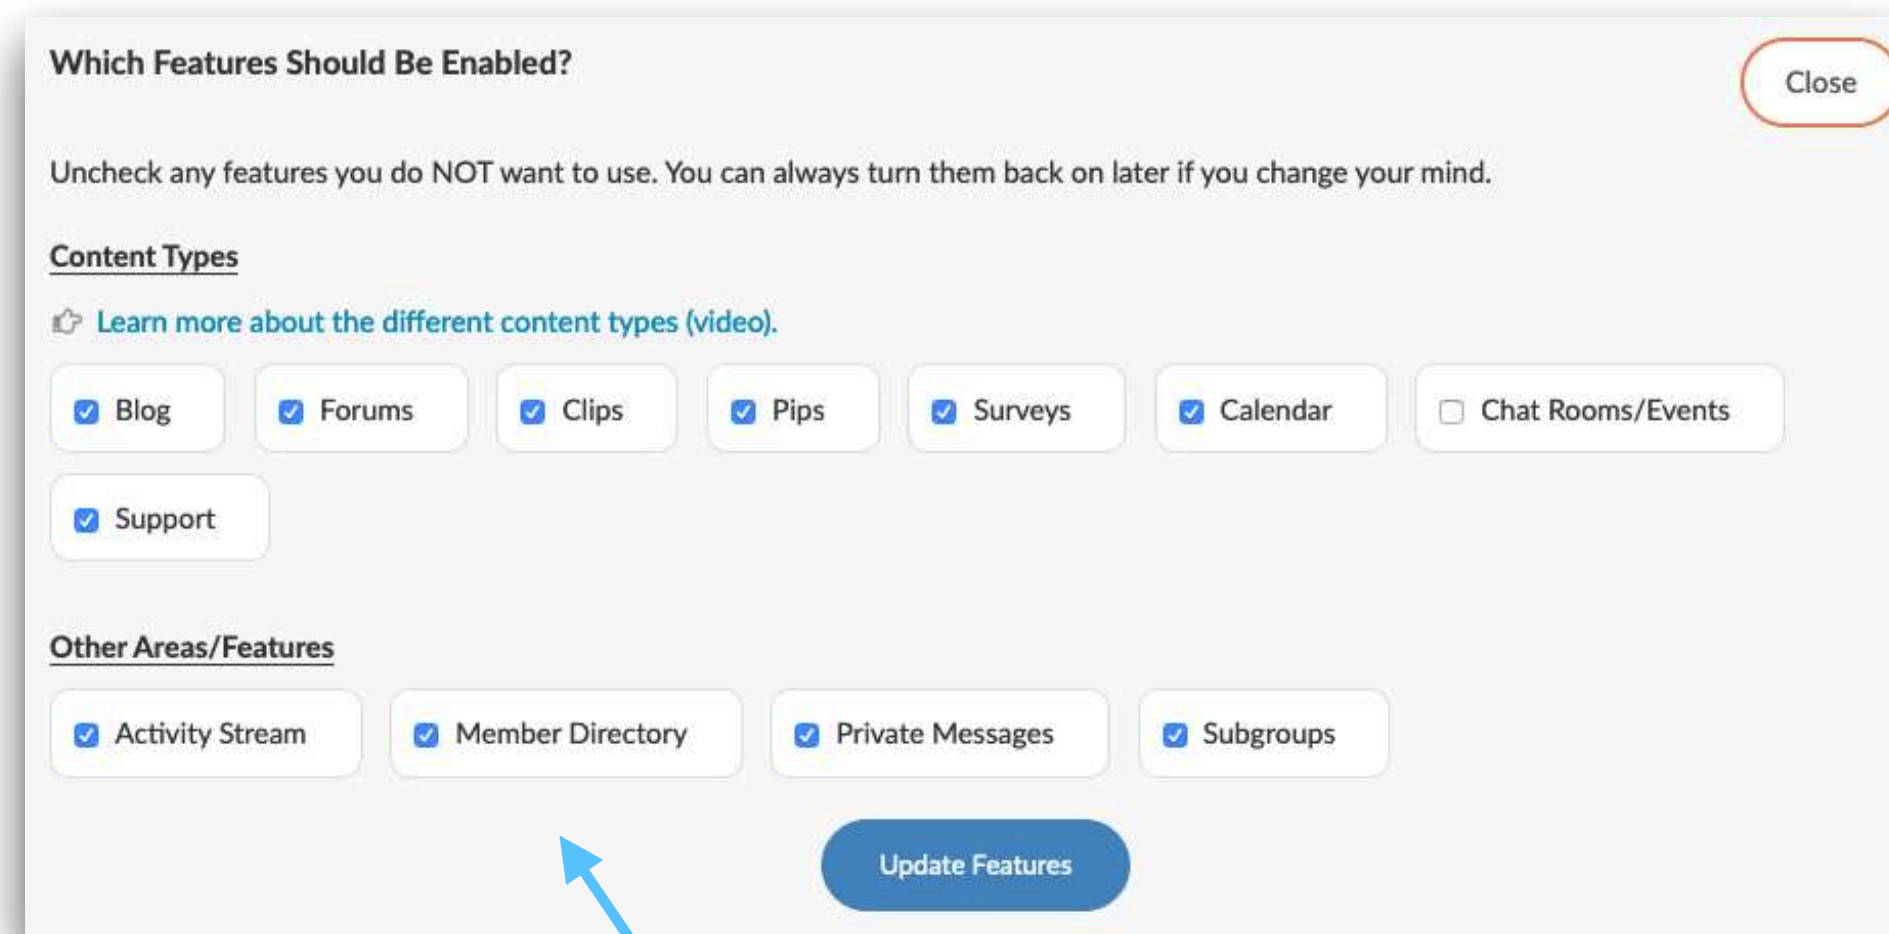 Which Features Should Be Enabled?
Close
Uncheck any features you do NOT want to use. You can always turn them back on later if you change your mind.
Content Types
Learn more about the different content types (video).
Blog Forums Clips Pips Surveys Calendar Chat Rooms/Events
Support
Other Areas/Features
Activity Stream Member Directory Private Messages Subgroups
Update Features